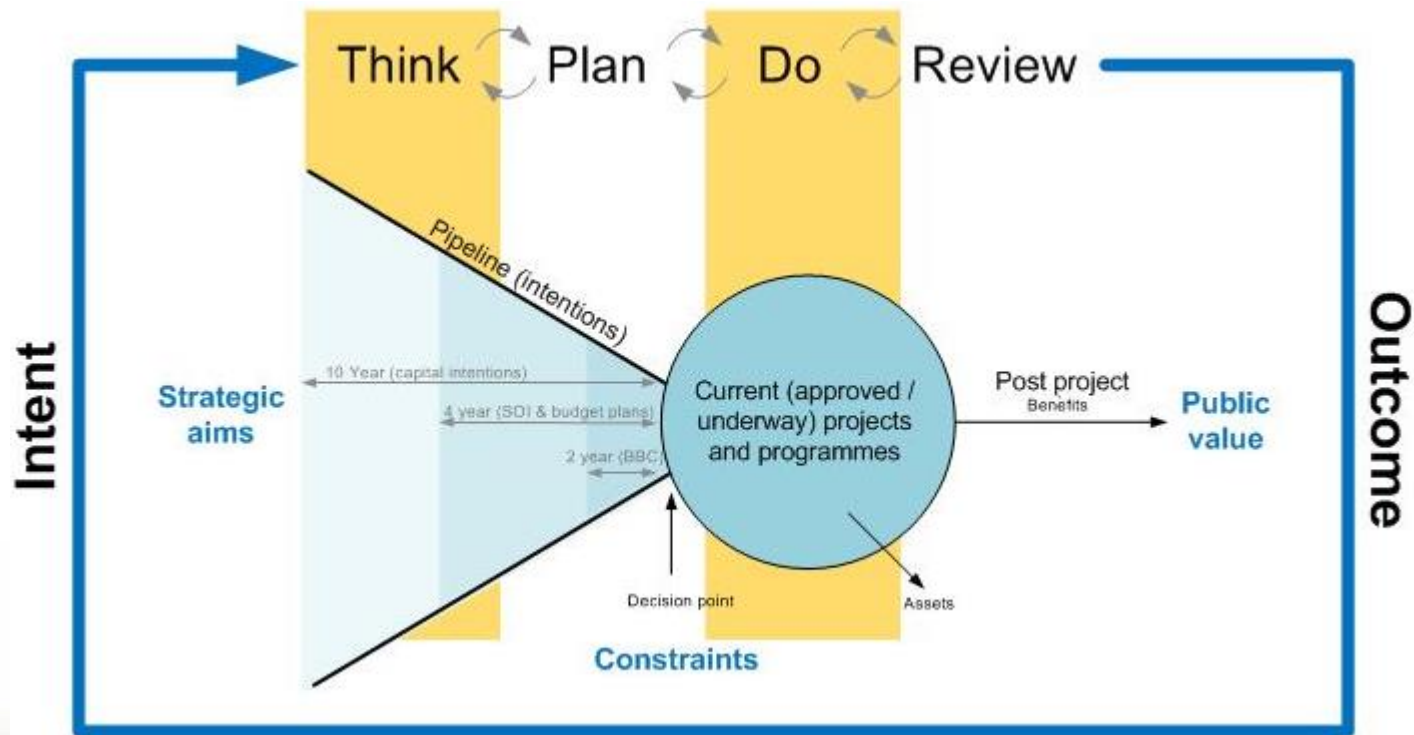 Think Plan Do Review
Pipeline (intentions)
10 Year (capital intentions)
4 year (SOI & budget plans)
2 year (BBC)
Intent
Strategic
aims
Current (approved /
underway) projects
and programmes
Post project
Benefits
Public
value
Outcome
Decision point
Assets
Constraints